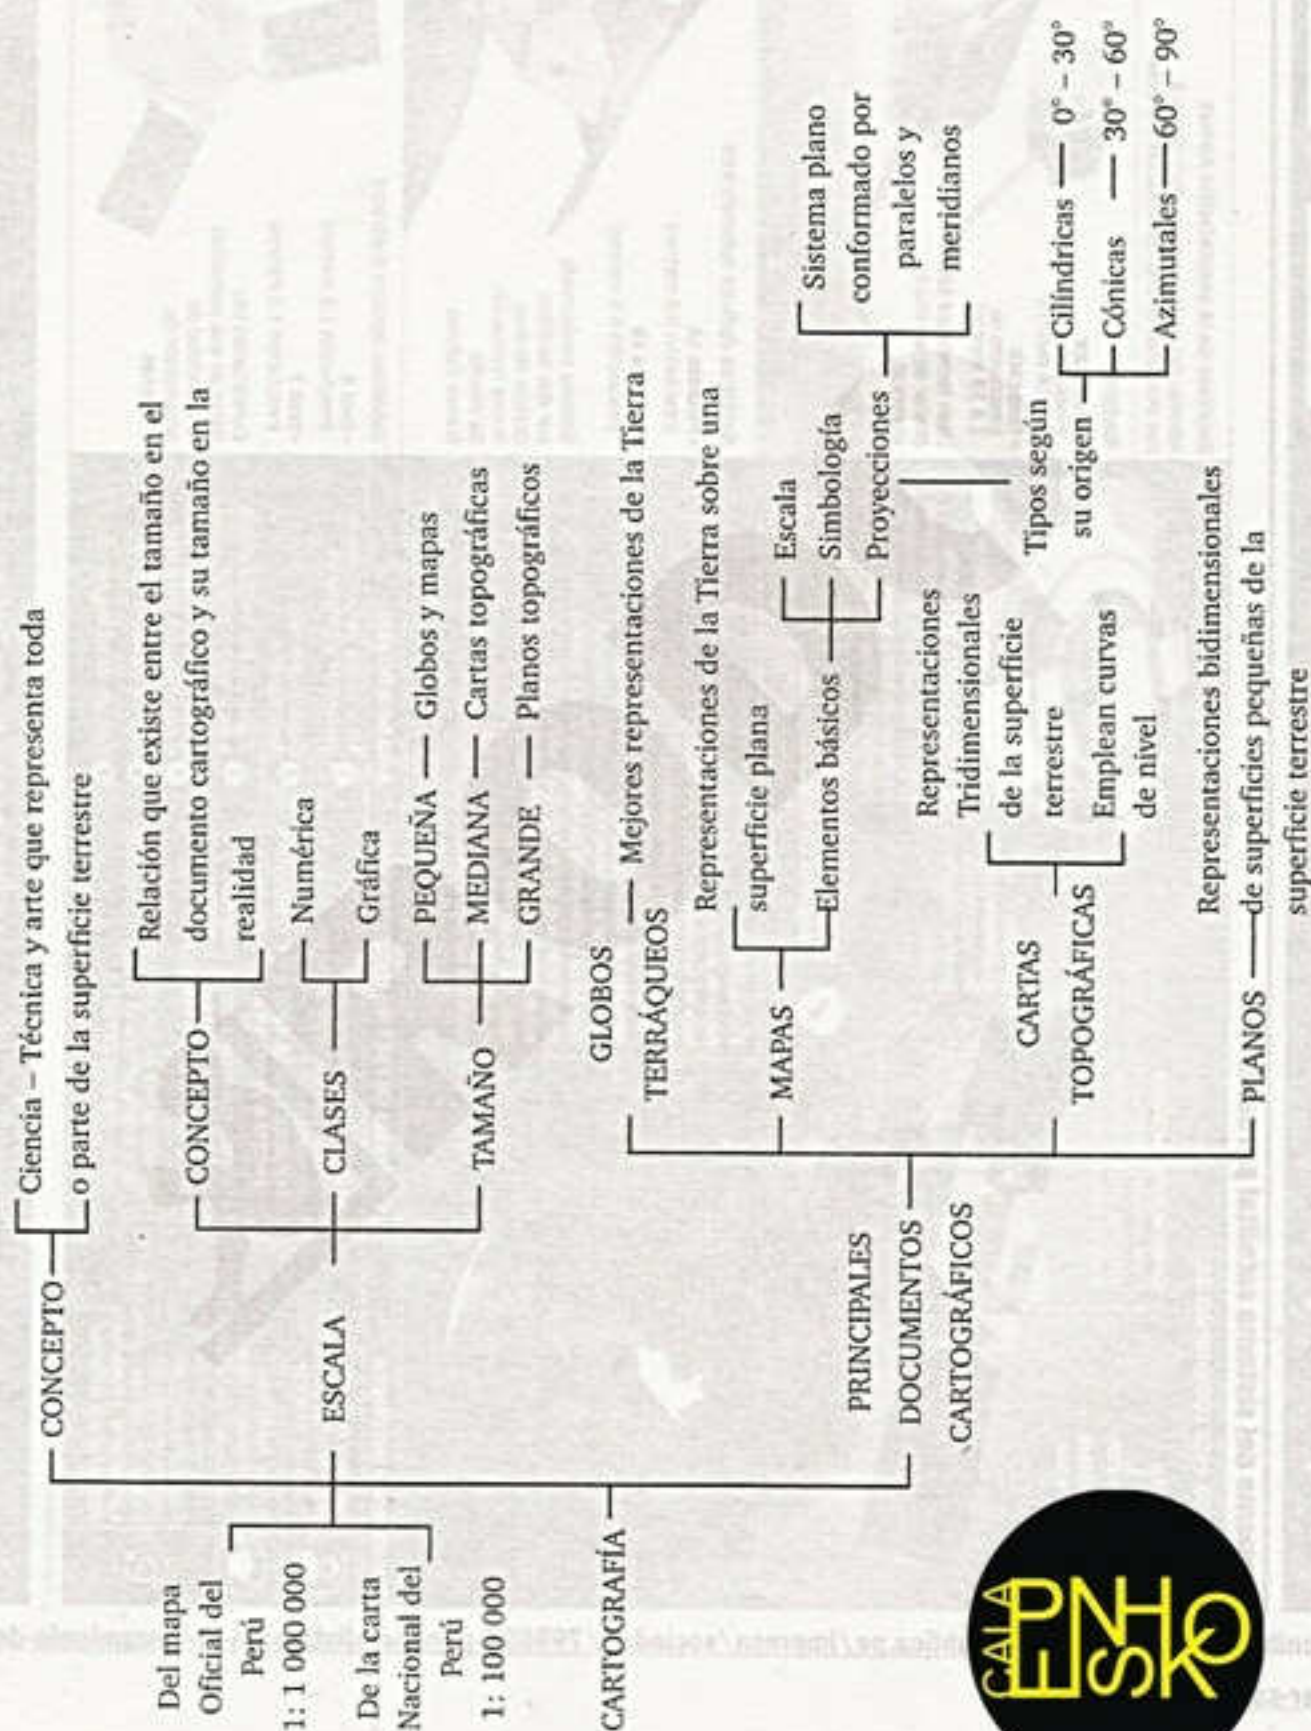 CARTOGRAFÍA
CONCEPTO
Ciencia – Técnica y arte que representa toda
o parte de la superficie terrestre
Del mapa
Oficial del
Perú
1: 1 000 000
De la carta
Nacional del
Perú
1: 100 000
ESCALA
CONCEPTO
Relación que existe entre el tamaño en el
documento cartográfico y su tamaño en la
realidad
CLASES
Numérica
Gráfica
TAMAÑO
PEQUEÑA — Globos y mapas
MEDIANA — Cartas topográficas
GRANDE — Planos topográficos
PRINCIPALES
DOCUMENTOS
CARTOGRÁFICOS
GLOBOS
TERRÁQUEOS
Mejores representaciones de la Tierra
MAPAS
Representaciones de la Tierra sobre una
superficie plana
Elementos básicos
Escala
Simbología
Proyecciones
Sistema plano
conformado por
paralelos y
meridianos
Tipos según
su origen
Cilíndricas — 0° – 30°
Cónicas — 30° – 60°
Azimutales — 60° – 90°
CARTAS
TOPOGRÁFICAS
Representaciones
Tridimensionales
de la superficie
terrestre
Emplean curvas
de nivel
PLANOS
Representaciones bidimensionales
de superficies pequeñas de la
superficie terrestre
CALA